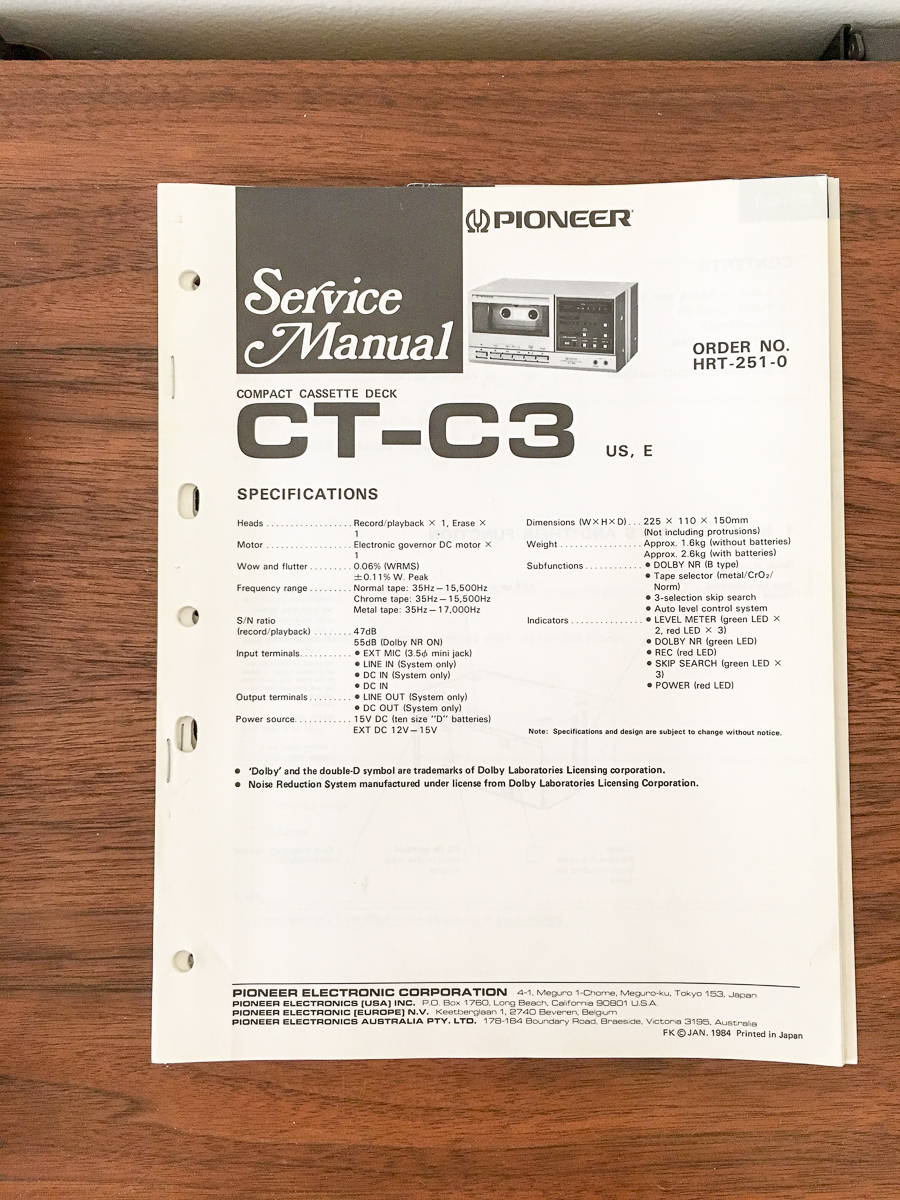 PIONEER
Service
Manual
ORDER NO.
HRT-251-0
COMPACT CASSETTE DECK
CT-C3 US, E
SPECIFICATIONS
Heads .................... Record/playback × 1, Erase ×
1
Motor .................... Electronic governor DC motor ×
1
Wow and flutter ......... 0.06% (WRMS)
±0.11% W. Peak
Frequency range ........ Normal tape: 35Hz—15,500Hz
Chrome tape: 35Hz—15,500Hz
Metal tape: 35Hz—17,000Hz
S/N ratio
(record/playback) ....... 47dB
55dB (Dolby NR ON)
Input terminals........... ● EXT MIC (3.5ϕ mini jack)
● LINE IN (System only)
● DC IN (System only)
● DC IN
Output terminals......... ● LINE OUT (System only)
● DC OUT (System only)
Power source............ 15V DC (ten size "D" batteries)
EXT DC 12V—15V
Dimensions (W×H×D)... 225 × 110 × 150mm
(Not including protrusions)
Weight ................. Approx. 1.6kg (without batteries)
Approx. 2.6kg (with batteries)
Subfunctions............ ● DOLBY NR (B type)
● Tape selector (metal/CrO₂/
Norm)
● 3-selection skip search
● Auto level control system
Indicators ............... ● LEVEL METER (green LED ×
2, red LED × 3)
● DOLBY NR (green LED)
● REC (red LED)
● SKIP SEARCH (green LED ×
3)
● POWER (red LED)
Note: Specifications and design are subject to change without notice.
● 'Dolby' and the double-D symbol are trademarks of Dolby Laboratories Licensing corporation.
● Noise Reduction System manufactured under license from Dolby Laboratories Licensing Corporation.
PIONEER ELECTRONIC CORPORATION 4-1, Meguro 1-Chome, Meguro-ku, Tokyo 153, Japan
PIONEER ELECTRONICS [USA] INC. P.O. Box 1760, Long Beach, California 90801 U.S.A.
PIONEER ELECTRONIC [EUROPE] N.V. Keetberglaan 1, 2740 Beveren, Belgium
PIONEER ELECTRONICS AUSTRALIA PTY. LTD. 178-184 Boundary Road, Braeside, Victoria 3195, Australia
FK © JAN. 1984 Printed in Japan